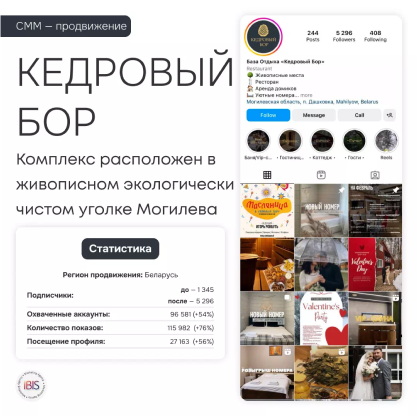 СММ – продвижение
КЕДРОВЫЙ
БОР
Комплекс расположен в
живописном экологически
чистом уголке Могилева
Статистика
Регион продвижения: Беларусь
Подписчики:
до – 1 345
после – 5 296
Охваченные аккаунты: 96 581 (+54%)
Количество показов: 115 982 (+76%)
Посещение профиля: 27 163 (+56%)
iBIS
КЕДРОВЫЙ
БОР
244 5 296 408
Posts Followers Following
База Отдыха «Кедровый Бор»
Restaurant
Живописные места
Ресторан
Аренда домиков
Уютные номера... more
Могилевская область, п. Дашковка, Mahilyow, Belarus
Follow Message Call
Баня/Vip-c... Гостиниц... Коттедж Гости Reels
Масленица
НОВЫЙ НОМЕР
Valentine's
Day
НОВЫЙ НОМЕР
Valentine's
Party
РОЗЫГРЫШ НОМЕРА